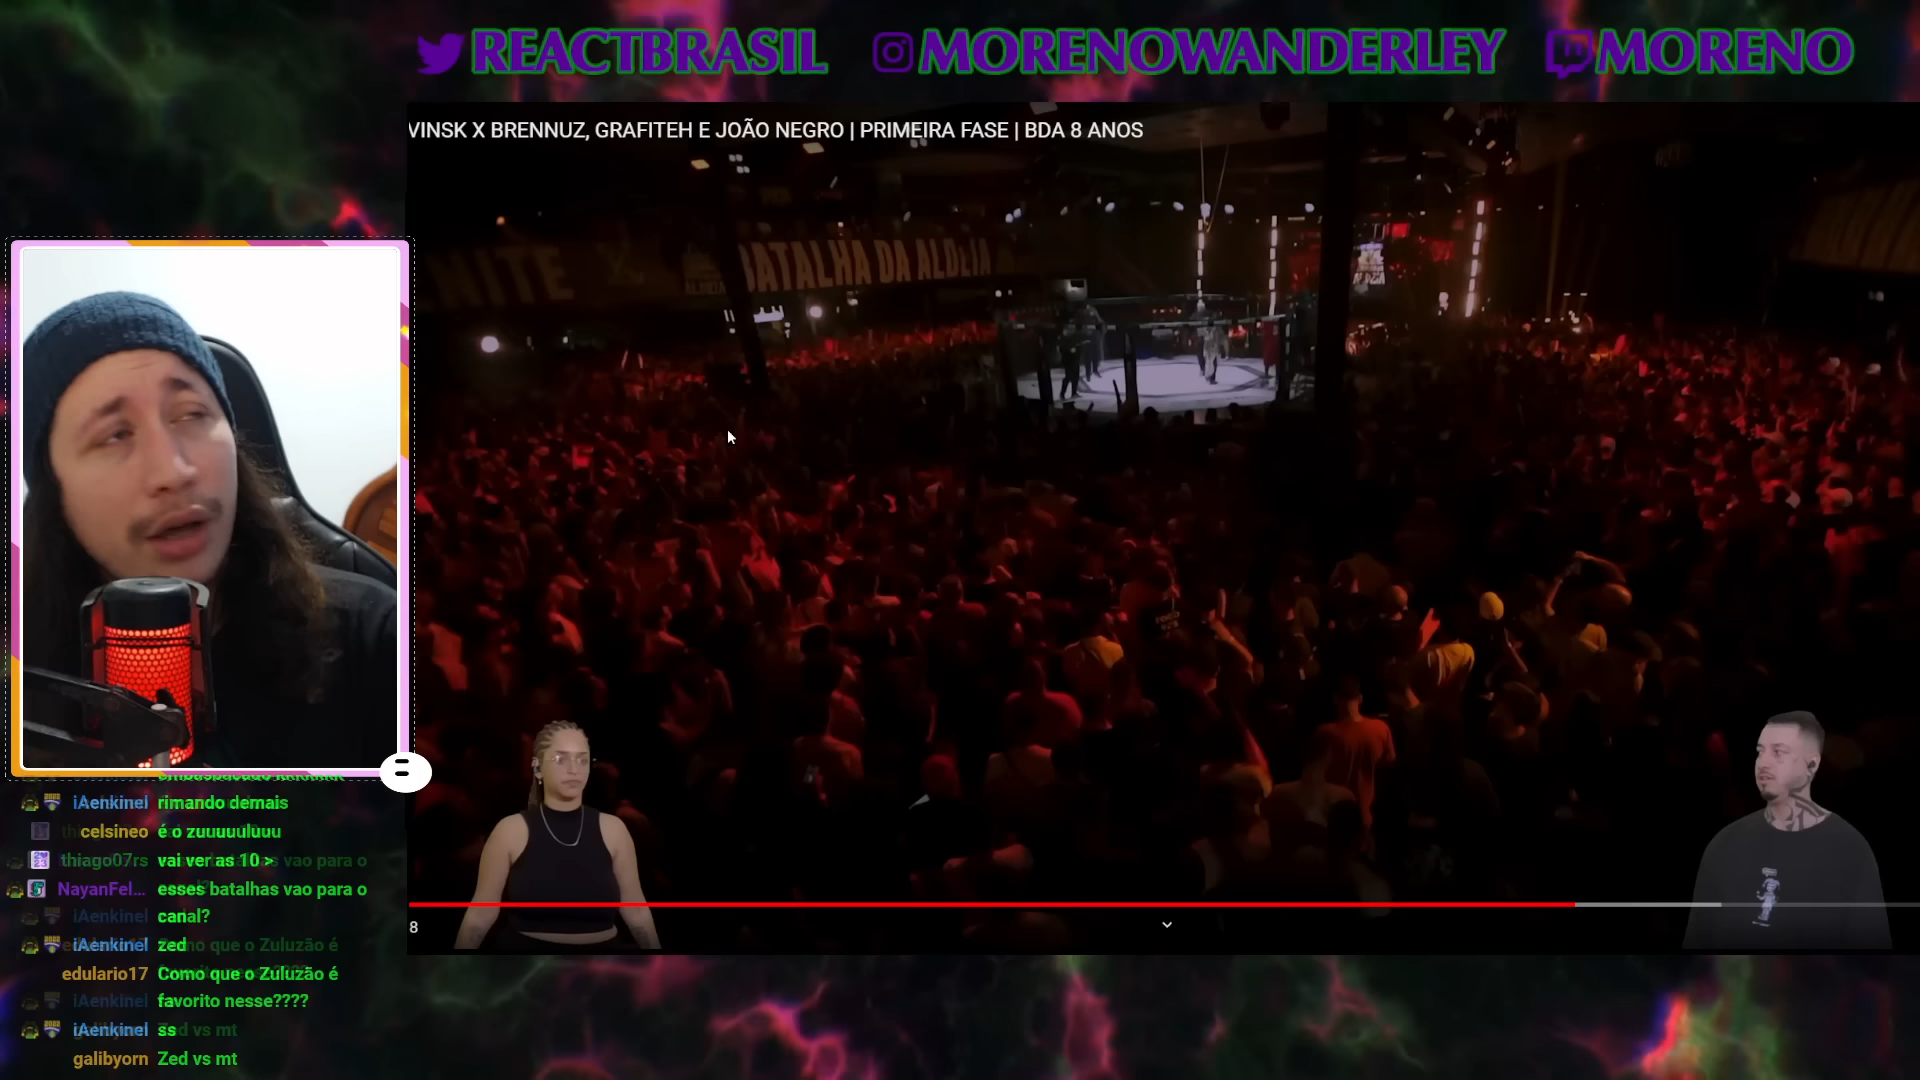 REACTBRASIL MORENOWANDERLEY MORENO
VINSK X BRENNUZ, GRAFITEH E JOÃO NEGRO | PRIMEIRA FASE | BDA 8 ANOS
BATALHA DA ALDEIA
iAenkinel rimando demais
celsineo é o zuuuuuluuu
thiago07rs vai ver as 10 >
NayanFel... esses batalhas vao para o
canal?
iAenkinel zed
edulario17 Como que o Zuluzão é
favorito nesse????
iAenkinel ss
galibyorn Zed vs mt
8